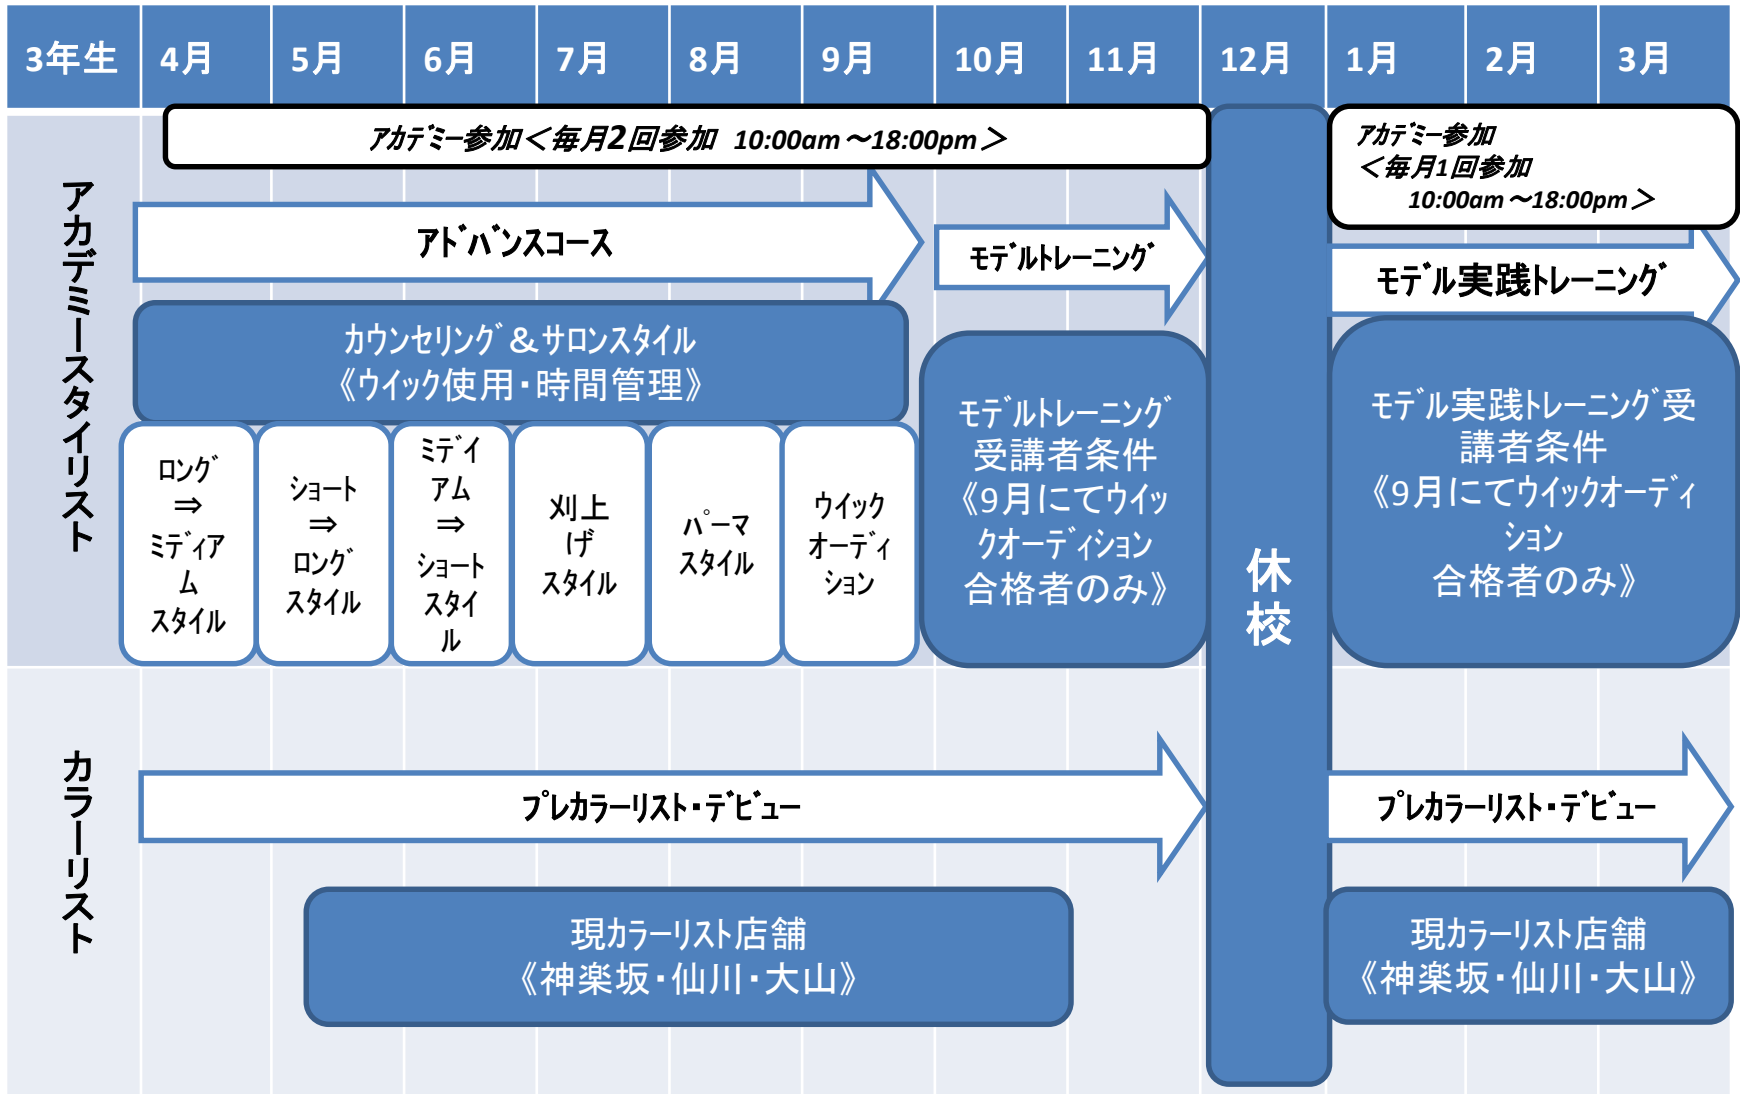 3年生 4月 5月 6月 7月 8月 9月 10月 11月 12月 1月 2月 3月
アカデミースタイリスト
ｱｶﾃﾞﾐｰ参加＜毎月2回参加 10:00am～18:00pm＞
ｱｶﾃﾞﾐｰ参加
＜毎月1回参加
10:00am～18:00pm＞
ｱﾄﾞﾊﾞﾝｽｺｰｽ
ﾓﾃﾞﾙﾄﾚｰﾆﾝｸﾞ
ﾓﾃﾞﾙ実践ﾄﾚｰﾆﾝｸﾞ
ｶｳﾝｾﾘﾝｸﾞ＆ｻﾛﾝｽﾀｲﾙ
《ｳｲｯｸ使用・時間管理》
ﾛﾝｸﾞ
⇒
ﾐﾃﾞｨｱ
ﾑ
ｽﾀｲﾙ
ｼｮｰﾄ
⇒
ﾛﾝｸﾞ
ｽﾀｲﾙ
ﾐﾃﾞｲ
ｱﾑ
⇒
ｼｮｰﾄ
ｽﾀｲ
ﾙ
刈上
げ
ｽﾀｲﾙ
ﾊﾟｰﾏ
ｽﾀｲﾙ
ｳｲｯｸ
ｵｰﾃﾞｨ
ｼｮﾝ
ﾓﾃﾞﾙﾄﾚｰﾆﾝｸﾞ
受講者条件
《9月にてｳｲｯ
ｸｵｰﾃﾞｨｼｮﾝ
合格者のみ》
休校
ﾓﾃﾞﾙ実践ﾄﾚｰﾆﾝｸﾞ受
講者条件
《9月にてｳｲｯｸｵｰﾃﾞｨ
ｼｮﾝ
合格者のみ》
カラーリスト
ﾌﾟﾚｶﾗｰﾘｽﾄ・ﾃﾞﾋﾞｭｰ
ﾌﾟﾚｶﾗｰﾘｽﾄ・ﾃﾞﾋﾞｭｰ
現ｶﾗｰﾘｽﾄ店舗
《神楽坂・仙川・大山》
現ｶﾗｰﾘｽﾄ店舗
《神楽坂・仙川・大山》